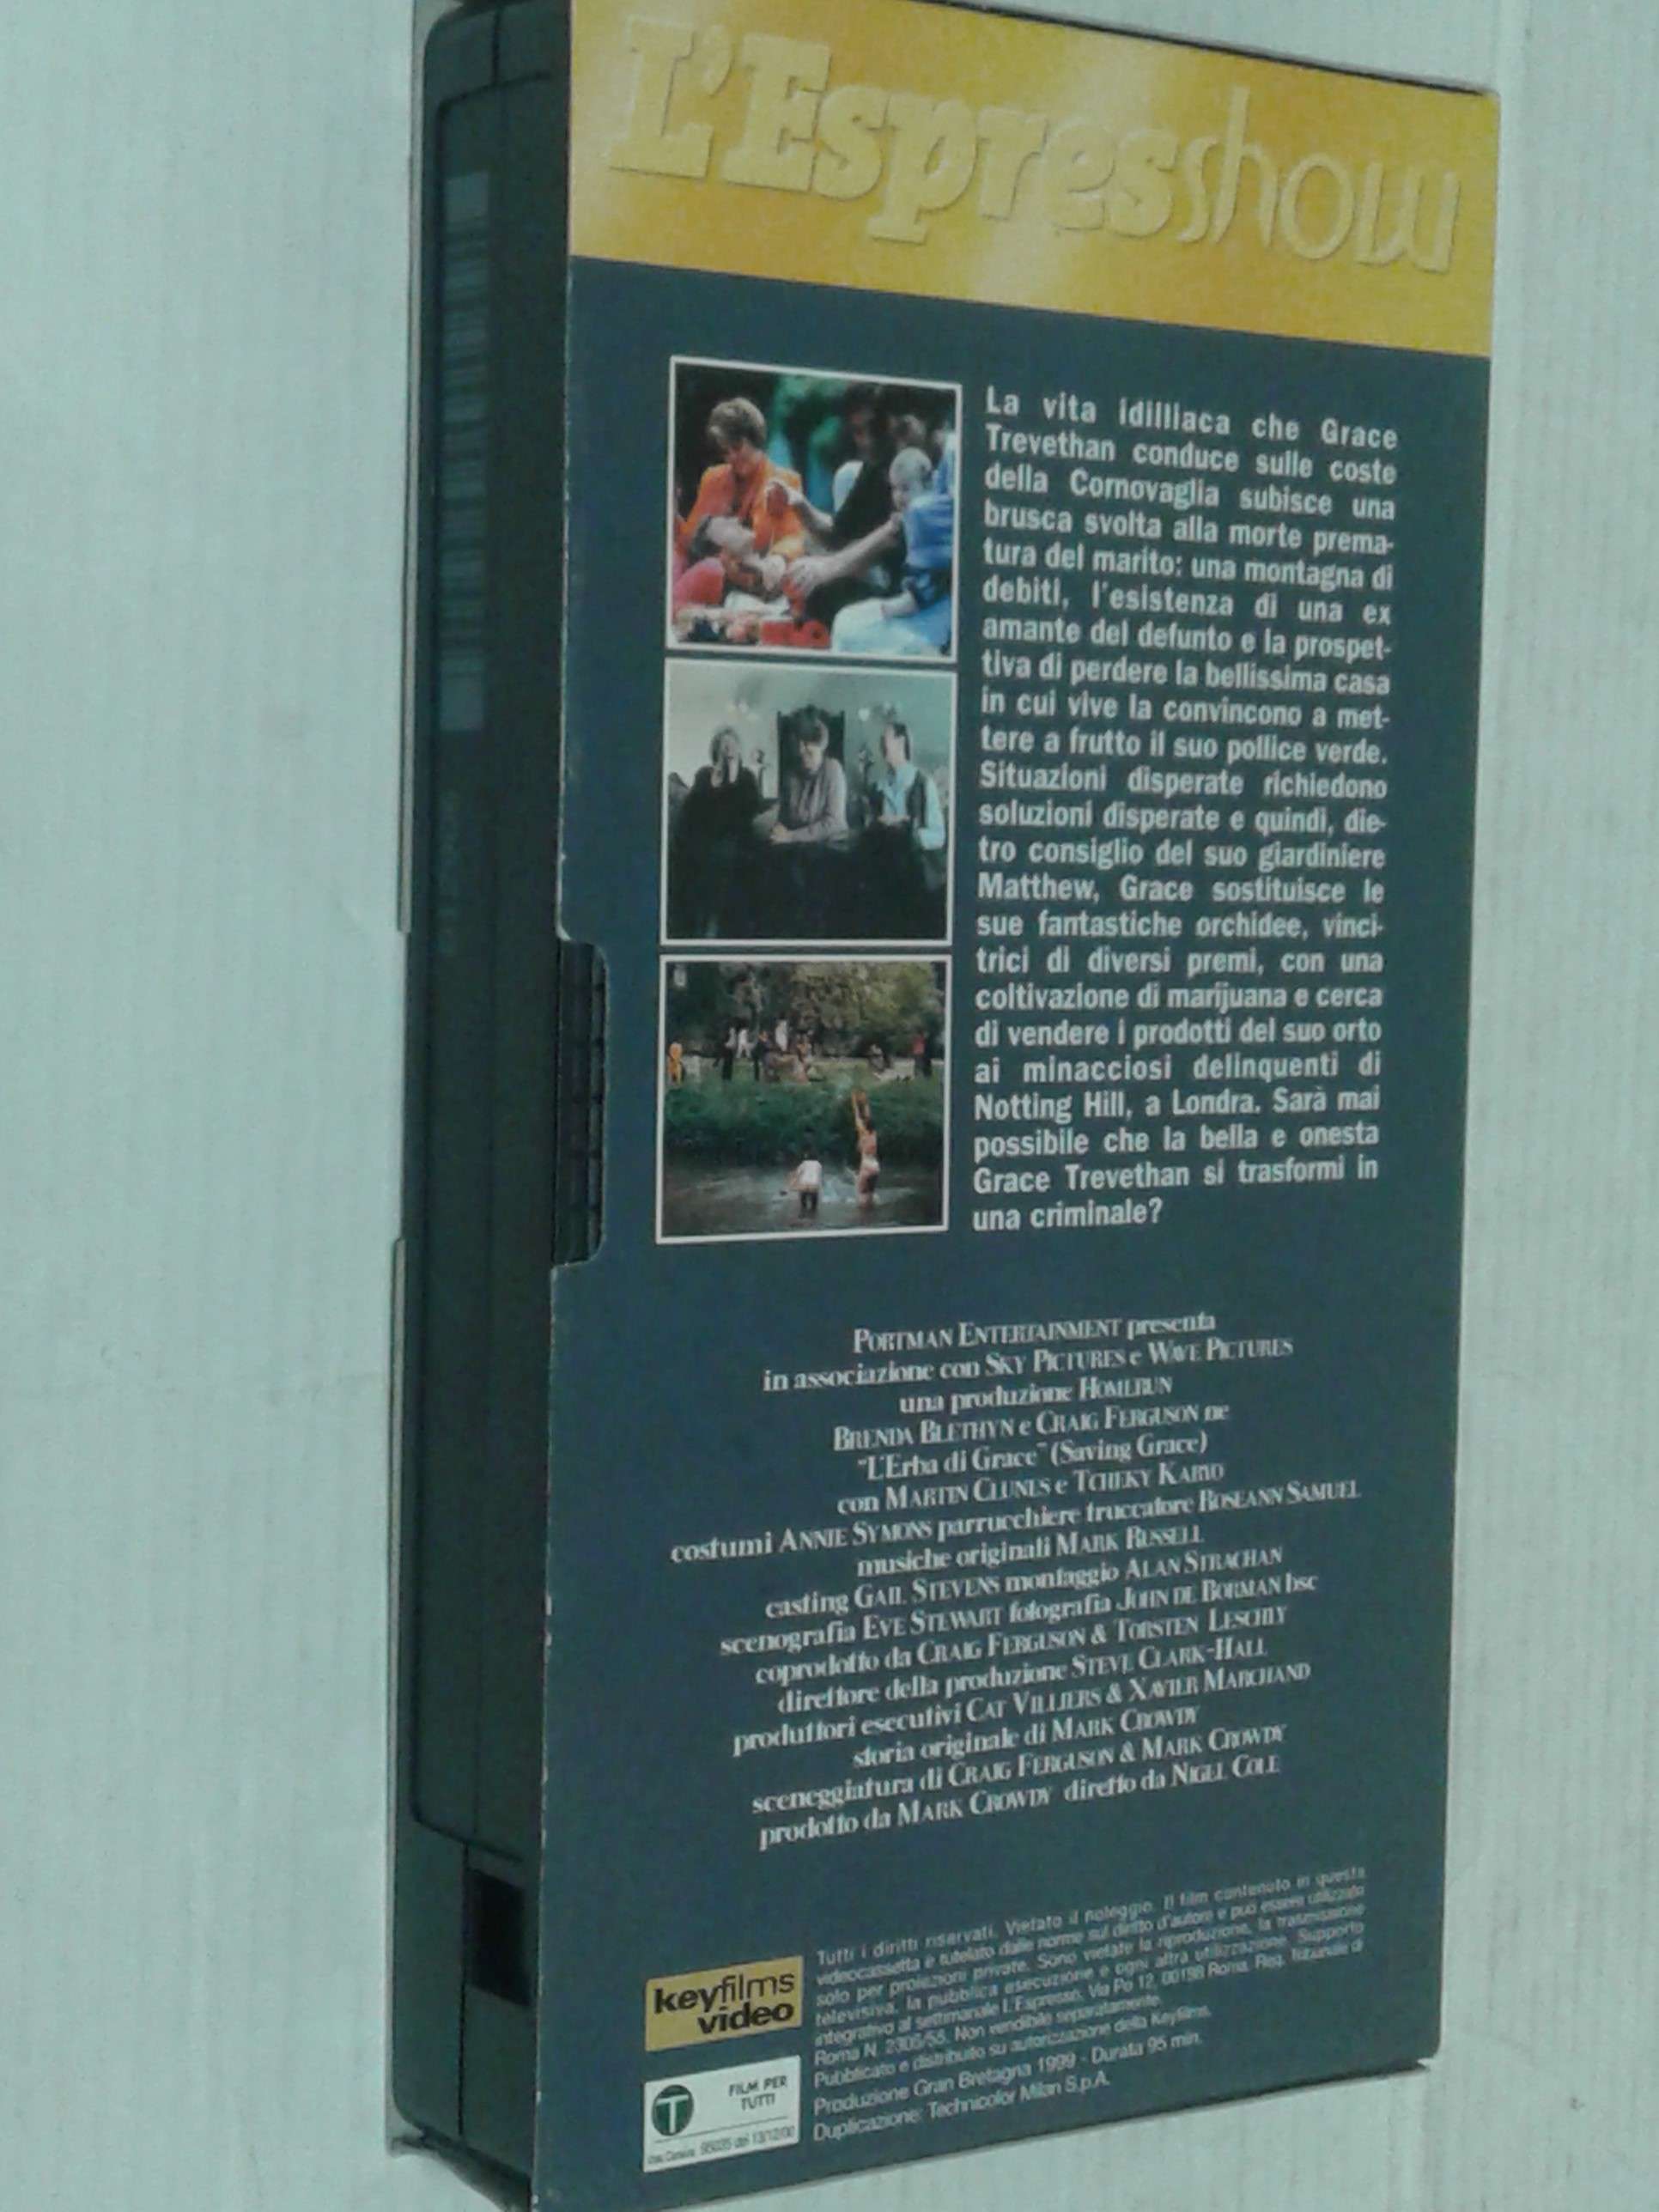 L'Espresshow
La vita idilliaca che Grace
Trevethan conduce sulle coste
della Cornovaglia subisce una
brusca svolta alla morte prema-
tura del marito: una montagna di
debiti, l'esistenza di una ex
amante del defunto e la prospet-
tiva di perdere la bellissima casa
in cui vive la convincono a met-
tere a frutto il suo pollice verde.
Situazioni disperate richiedono
soluzioni disperate e quindi, die-
tro consiglio del suo giardiniere
Matthew, Grace sostituisce le
sue fantastiche orchidee, vinci-
trici di diversi premi, con una
coltivazione di marijuana e cerca
di vendere i prodotti del suo orto
ai minacciosi delinquenti di
Notting Hill, a Londra. Sarà mai
possibile che la bella e onesta
Grace Trevethan si trasformi in
una criminale?
PORTMAN ENTERTAINMENT presenta
in associazione con SKY PICTURES e WAVE PICTURES
una produzione HOMERUN
BRENDA BLETHYN e CRAIG FERGUSON ne
"L'Erba di Grace" (Saving Grace)
con MARTIN CLUNES e TCHEKY KARYO
costumi ANNIE SYMONS parrucchiere truccatore ROSEANN SAMUEL
musiche originali MARK RUSSELL
casting GAIL STEVENS montaggio ALAN STRACHAN
scenografia EVE STEWART fotografia JOHN DE BORMAN bsc
coprodotto da CRAIG FERGUSON & TORSTEN LESCHLY
direttore della produzione STEVE CLARK-HALL
produttori esecutivi CAT VILLIERS & XAVIER MARCHAND
storia originale di MARK CROWDY
sceneggiatura di CRAIG FERGUSON & MARK CROWDY
prodotto da MARK CROWDY diretto da NIGEL COLE
keyfilms
video
Tutti i diritti riservati. Vietato il noleggio. Il film contenuto in questa
videocassetta è tutelato dalle norme sul diritto d'autore e può essere utilizzato
solo per proiezioni private. Sono vietate la riproduzione, la trasmissione
televisiva, la pubblica esecuzione e ogni altra utilizzazione. Supporto
integrativo al settimanale L'Espresso, Via Po 12, 00198 Roma. Reg. Tribunale di
Roma N. 2305/55. Non vendibile separatamente.
Pubblicato e distribuito su autorizzazione della Keyfilms.
Produzione Gran Bretagna 1999 - Durata 95 min.
Duplicazione: Technicolor Milan S.p.A.
T
FILM PER
TUTTI
95035 del 13/12/00